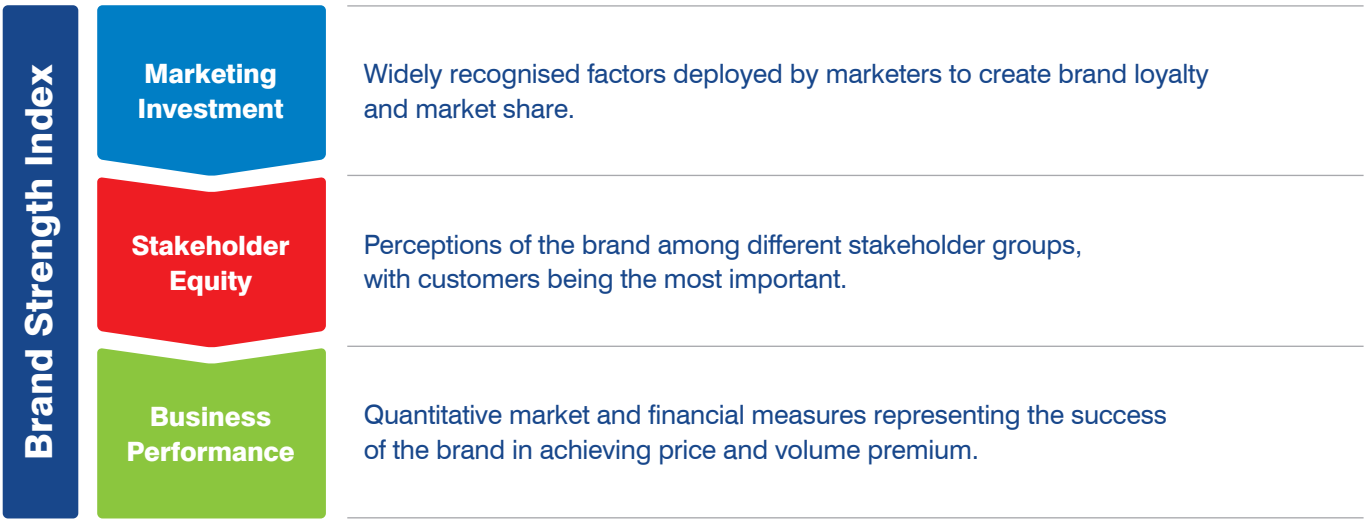 Brand Strength Index
Marketing
Investment
Widely recognised factors deployed by marketers to create brand loyalty
and market share.
Stakeholder
Equity
Perceptions of the brand among different stakeholder groups,
with customers being the most important.
Business
Performance
Quantitative market and financial measures representing the success
of the brand in achieving price and volume premium.